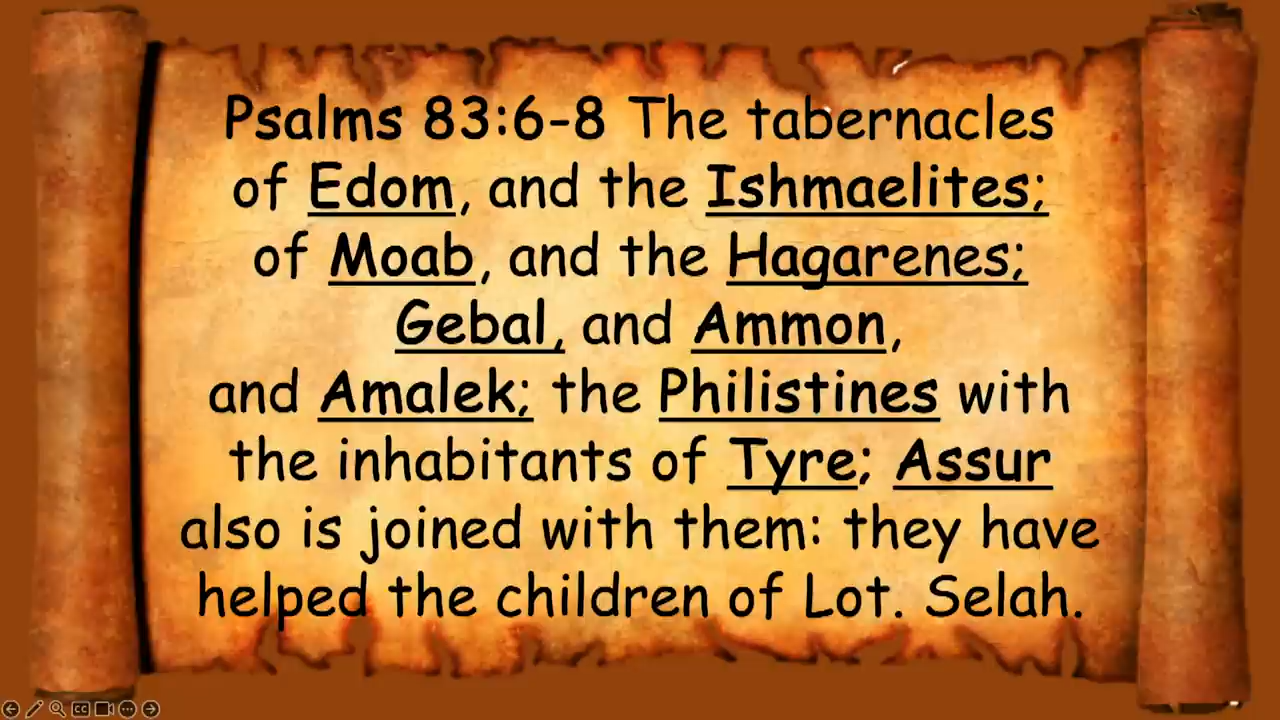 Psalms 83:6-8 The tabernacles
of Edom, and the Ishmaelites;
of Moab, and the Hagarenes;
Gebal, and Ammon,
and Amalek; the Philistines with
the inhabitants of Tyre; Assur
also is joined with them: they have
helped the children of Lot. Selah.
CC